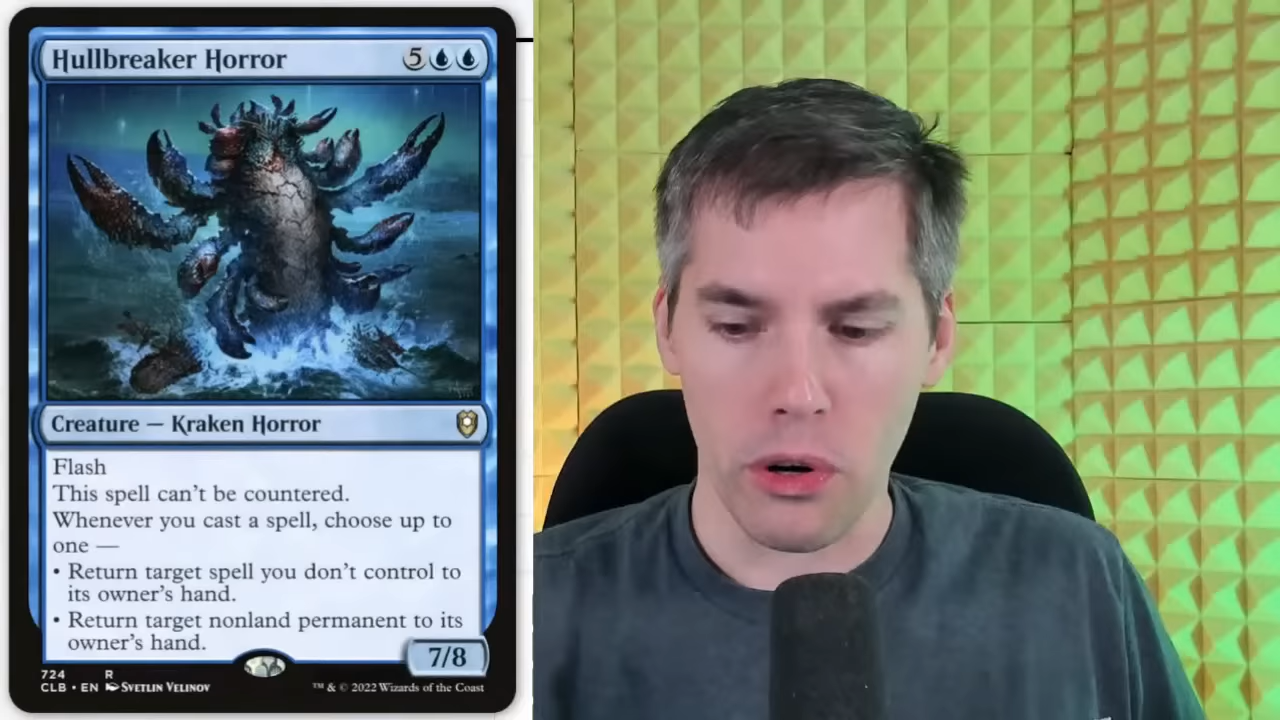 Hullbreaker Horror 5
Creature — Kraken Horror
Flash
This spell can't be countered.
Whenever you cast a spell, choose up to
one —
• Return target spell you don't control to
its owner's hand.
• Return target nonland permanent to its
owner's hand.
7/8
724 R
CLB • EN Svetlin Velinov
™ & © 2022 Wizards of the Coast